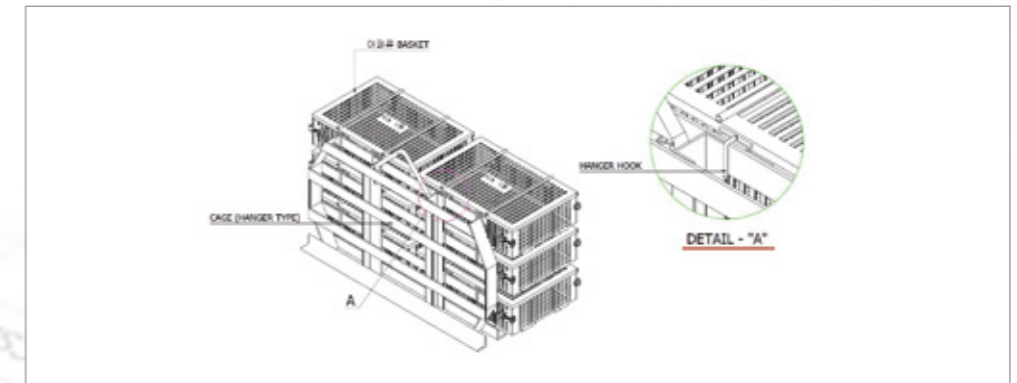 BASKET
HANGER HOOK
CAGE (HANGER TYPE)
DETAIL - "A"
A